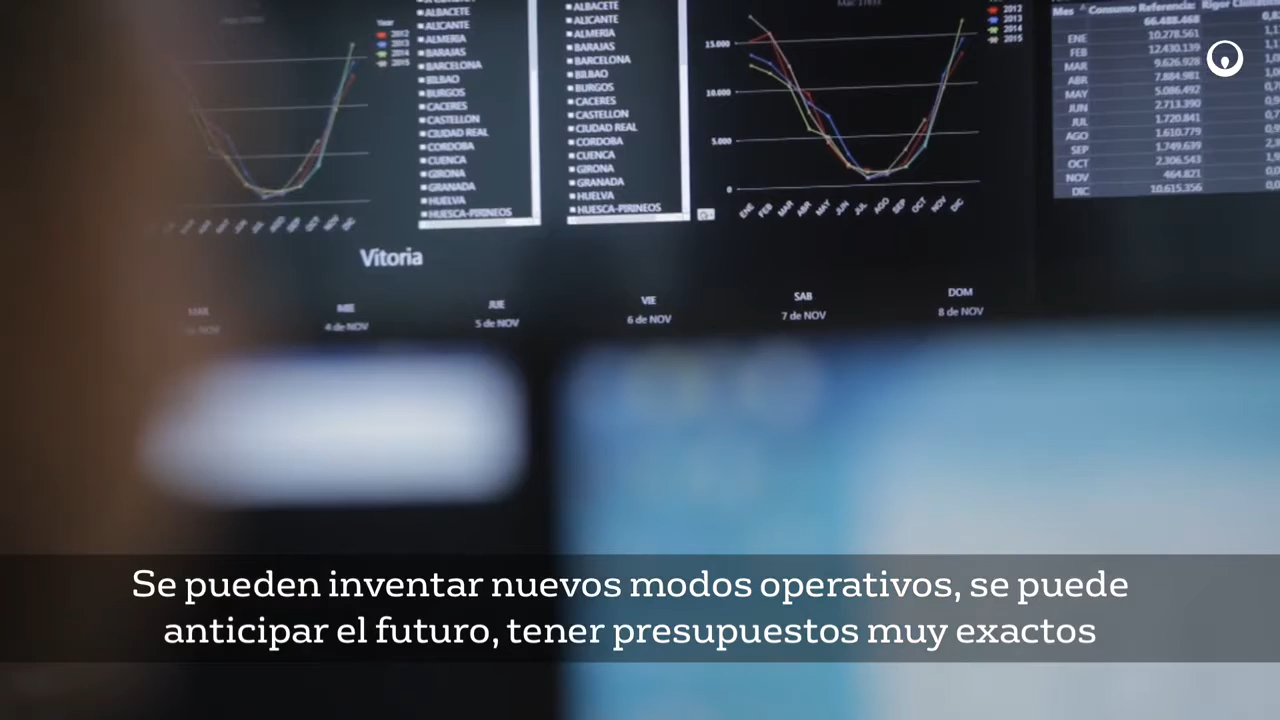 Year
2012
2013
2014
2015
ALBACETE
ALICANTE
ALMERIA
BARAJAS
BARCELONA
BILBAO
BURGOS
CACERES
CASTELLON
CIUDAD REAL
CORDOBA
CUENCA
GIRONA
GRANADA
HUELVA
HUESCA-PIRINEOS
ALBACETE
ALICANTE
ALMERIA
BARAJAS
BARCELONA
BILBAO
BURGOS
CACERES
CASTELLON
CIUDAD REAL
CORDOBA
CUENCA
GIRONA
GRANADA
HUELVA
HUESCA-PIRINEOS
15.000
10.000
5.000
0
ENE FEB MAR ABR MAY JUN JUL AGO SEP OCT NOV DIC
2012
2013
2014
2015
Mes Consumo Referencia: Rigor
66.488.468
ENE 10.278.561
FEB 12.430.139
MAR 9.626.928
ABR 7.884.981
MAY 5.086.492
JUN 2.713.390
JUL 1.720.841
AGO 1.610.779
SEP 1.749.639
OCT 2.306.543
NOV 464.821
DIC 10.615.356
Vitoria
MAR MIE JUE VIE SAB DOM
4 de NOV 5 de NOV 6 de NOV 7 de NOV 8 de NOV
Se pueden inventar nuevos modos operativos, se puede
anticipar el futuro, tener presupuestos muy exactos